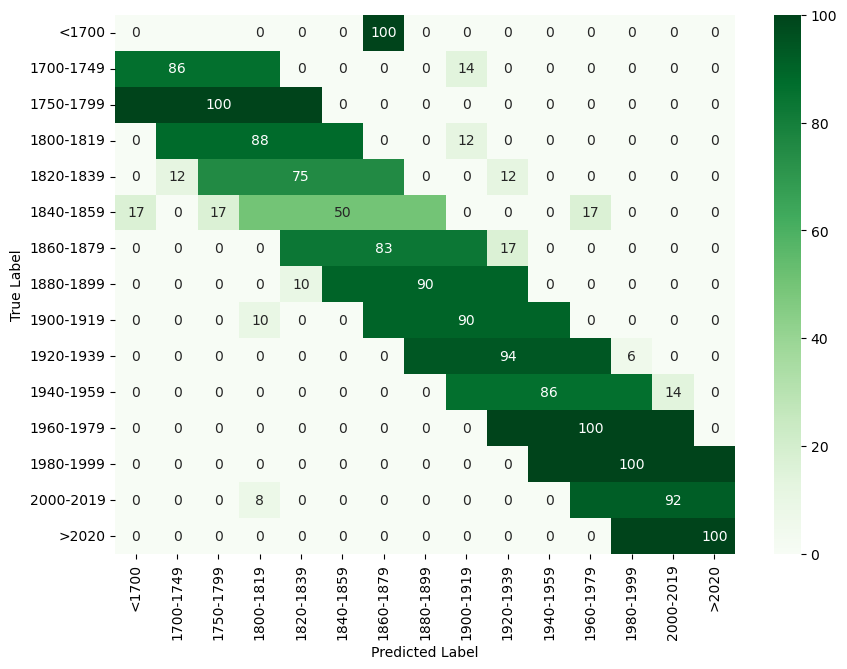 <1700 0 0 0 0 100 0 0 0 0 0 0 0 0
1700-1749 86 0 0 0 0 14 0 0 0 0 0 0
1750-1799 100 0 0 0 0 0 0 0 0 0 0
1800-1819 0 88 0 0 12 0 0 0 0 0 0
1820-1839 0 12 75 0 0 12 0 0 0 0 0
1840-1859 17 0 17 50 0 0 0 17 0 0 0
1860-1879 0 0 0 0 83 17 0 0 0 0 0
1880-1899 0 0 0 0 10 90 0 0 0 0 0
1900-1919 0 0 0 10 0 0 90 0 0 0 0
1920-1939 0 0 0 0 0 0 0 94 6 0 0
1940-1959 0 0 0 0 0 0 0 0 86 14 0
1960-1979 0 0 0 0 0 0 0 0 0 100 0
1980-1999 0 0 0 0 0 0 0 0 0 0 100
2000-2019 0 0 0 8 0 0 0 0 0 0 0 92
>2020 0 0 0 0 0 0 0 0 0 0 0 0 100
True Label
<1700 1700-1749 1750-1799 1800-1819 1820-1839 1840-1859 1860-1879 1880-1899 1900-1919 1920-1939 1940-1959 1960-1979 1980-1999 2000-2019 >2020
Predicted Label
100
80
60
40
20
0